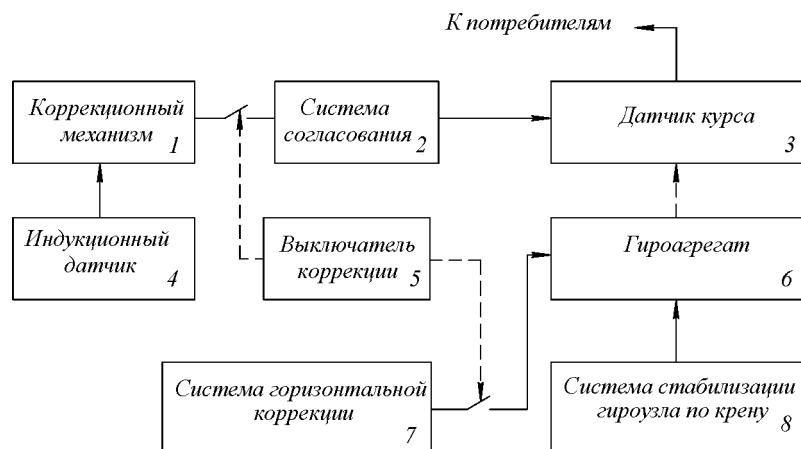 К потребителям
Коррекционный
механизм
1
Система
согласования
2
Датчик курса
3
Индукционный
датчик
4
Выключатель
коррекции
5
Гироагрегат
6
Система горизонтальной
коррекции
7
Система стабилизации
гироузла по крену
8